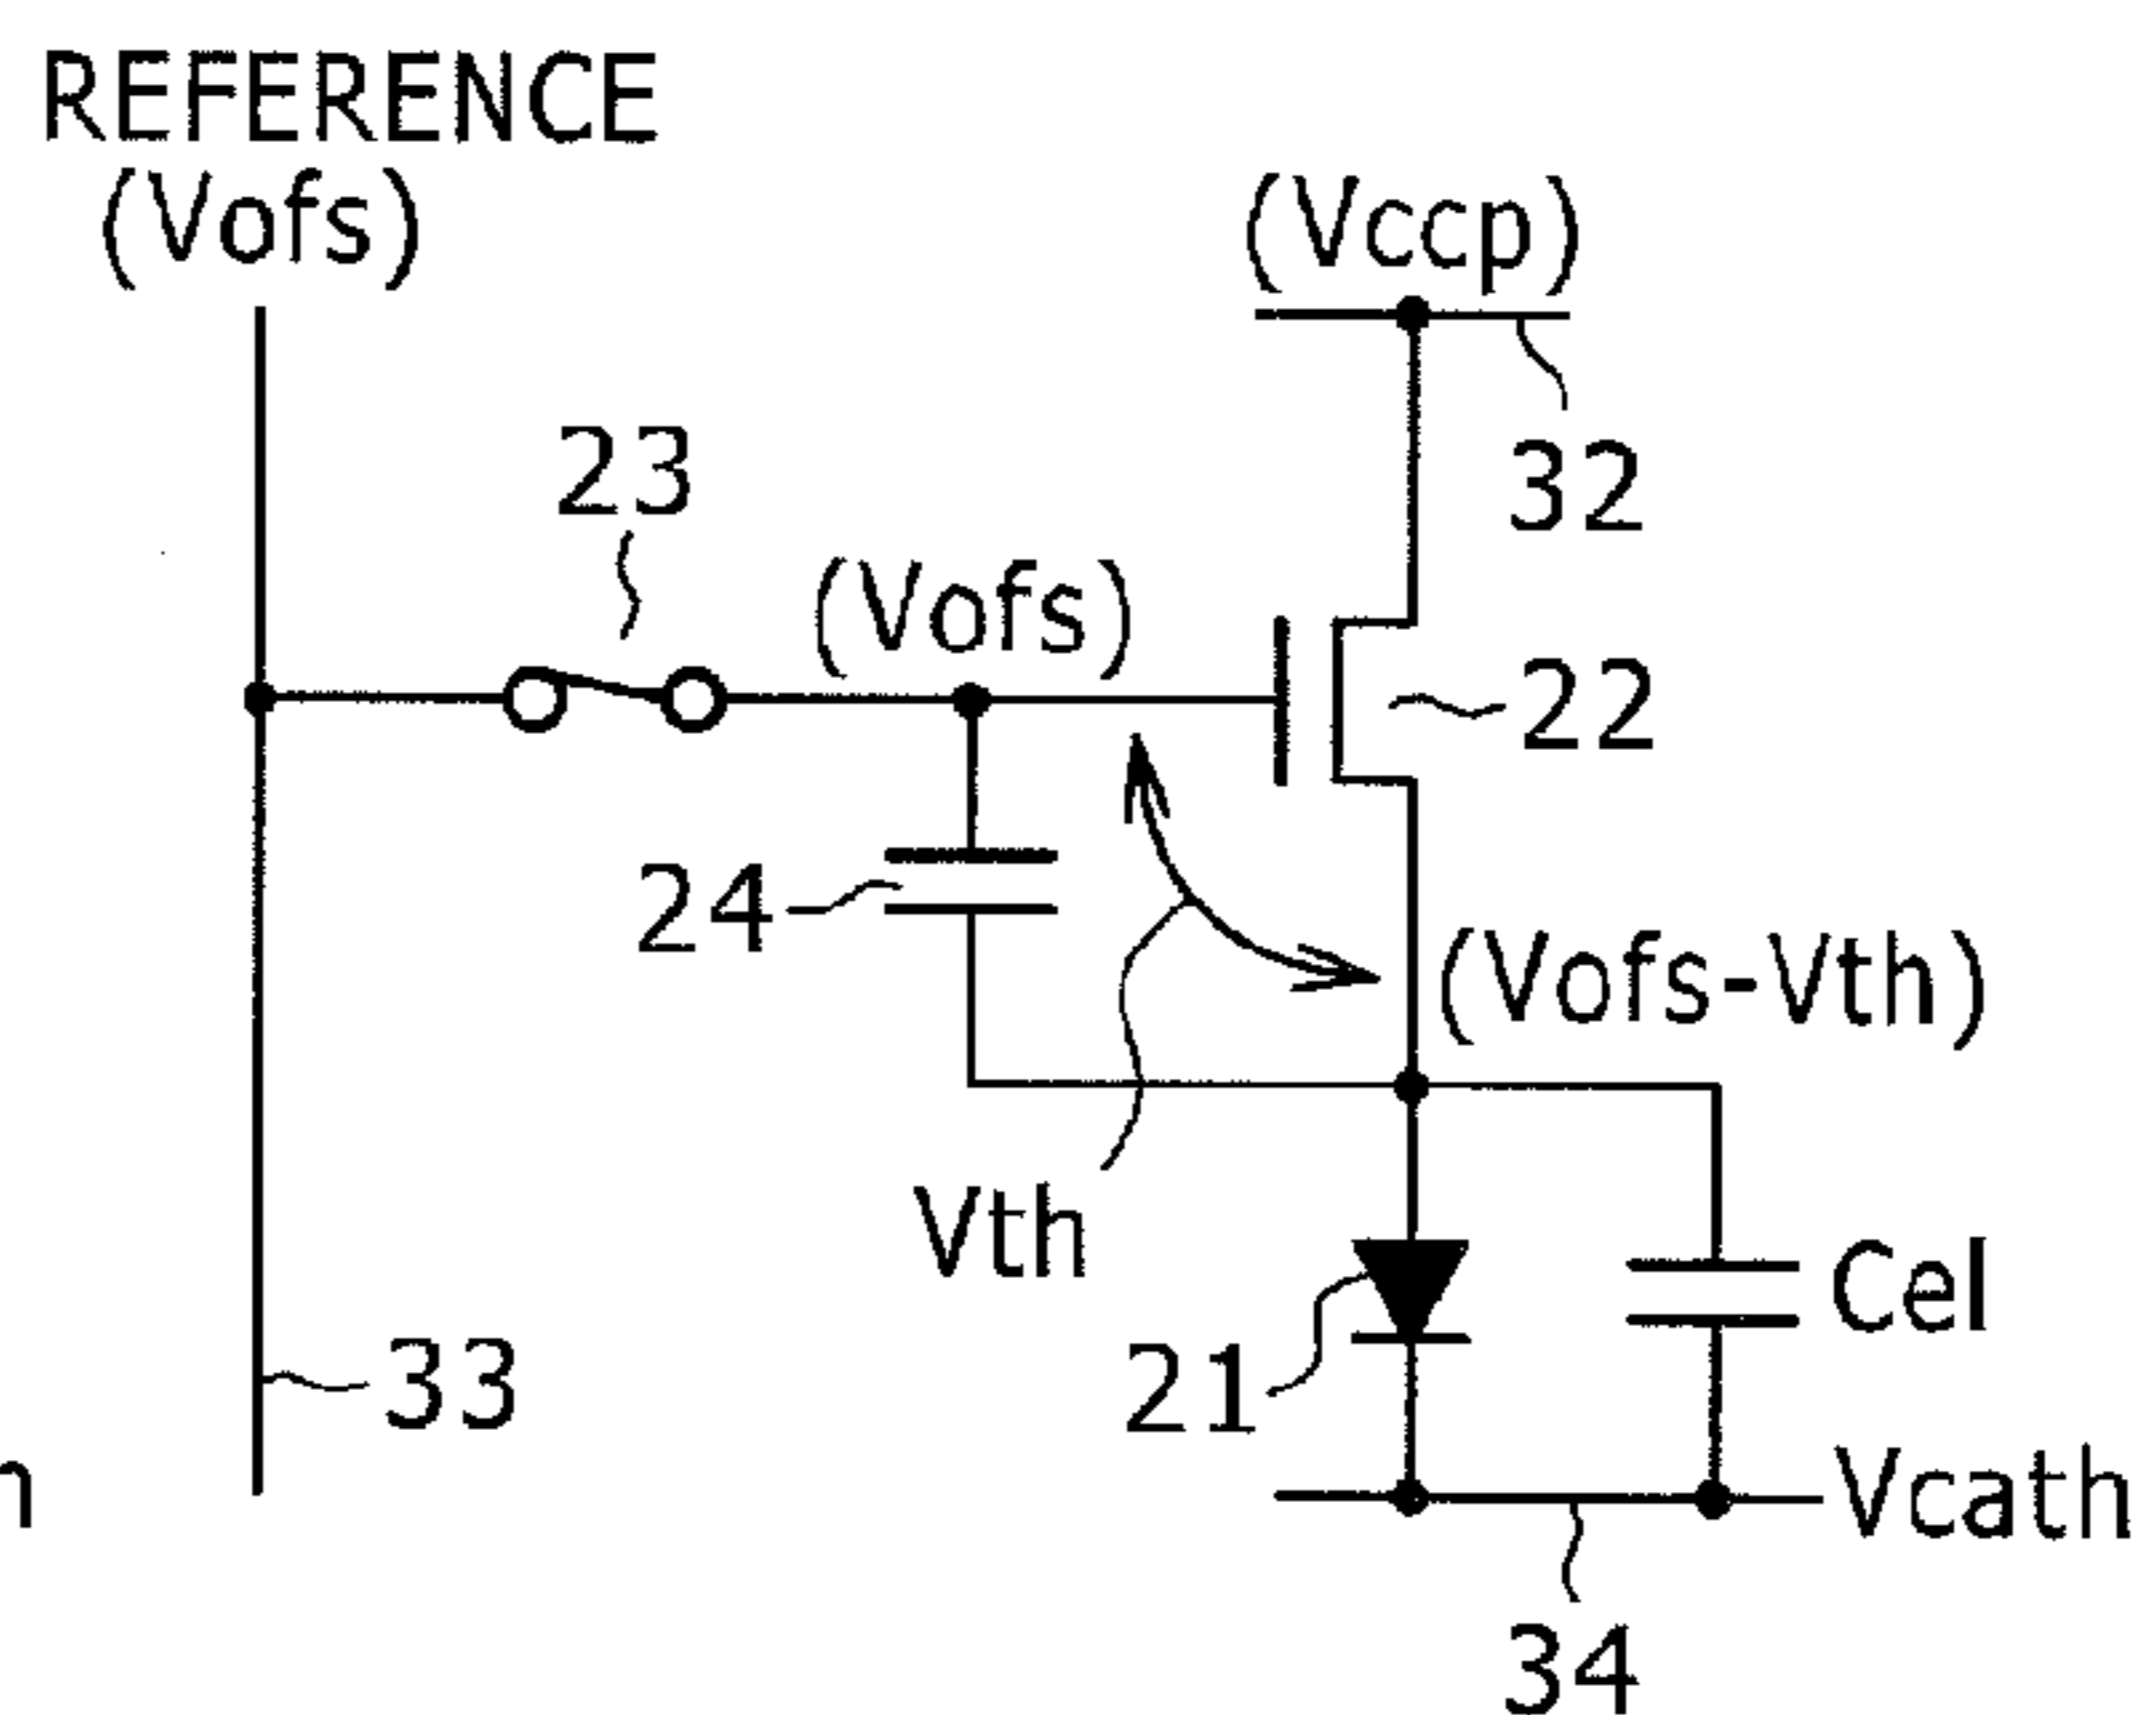 REFERENCE
(Vofs)
(Vccp)
32
23
(Vofs)
22
24
(Vofs-Vth)
Vth
Cel
21
33
Vcath
34